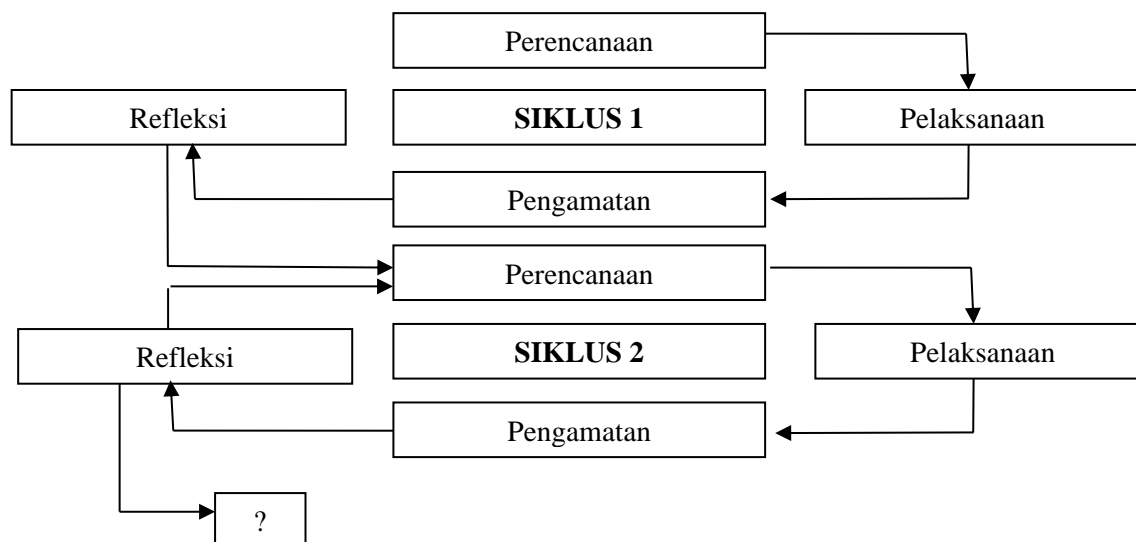 Perencanaan
Refleksi
SIKLUS 1
Pelaksanaan
Pengamatan
Perencanaan
Refleksi
SIKLUS 2
Pelaksanaan
Pengamatan
?